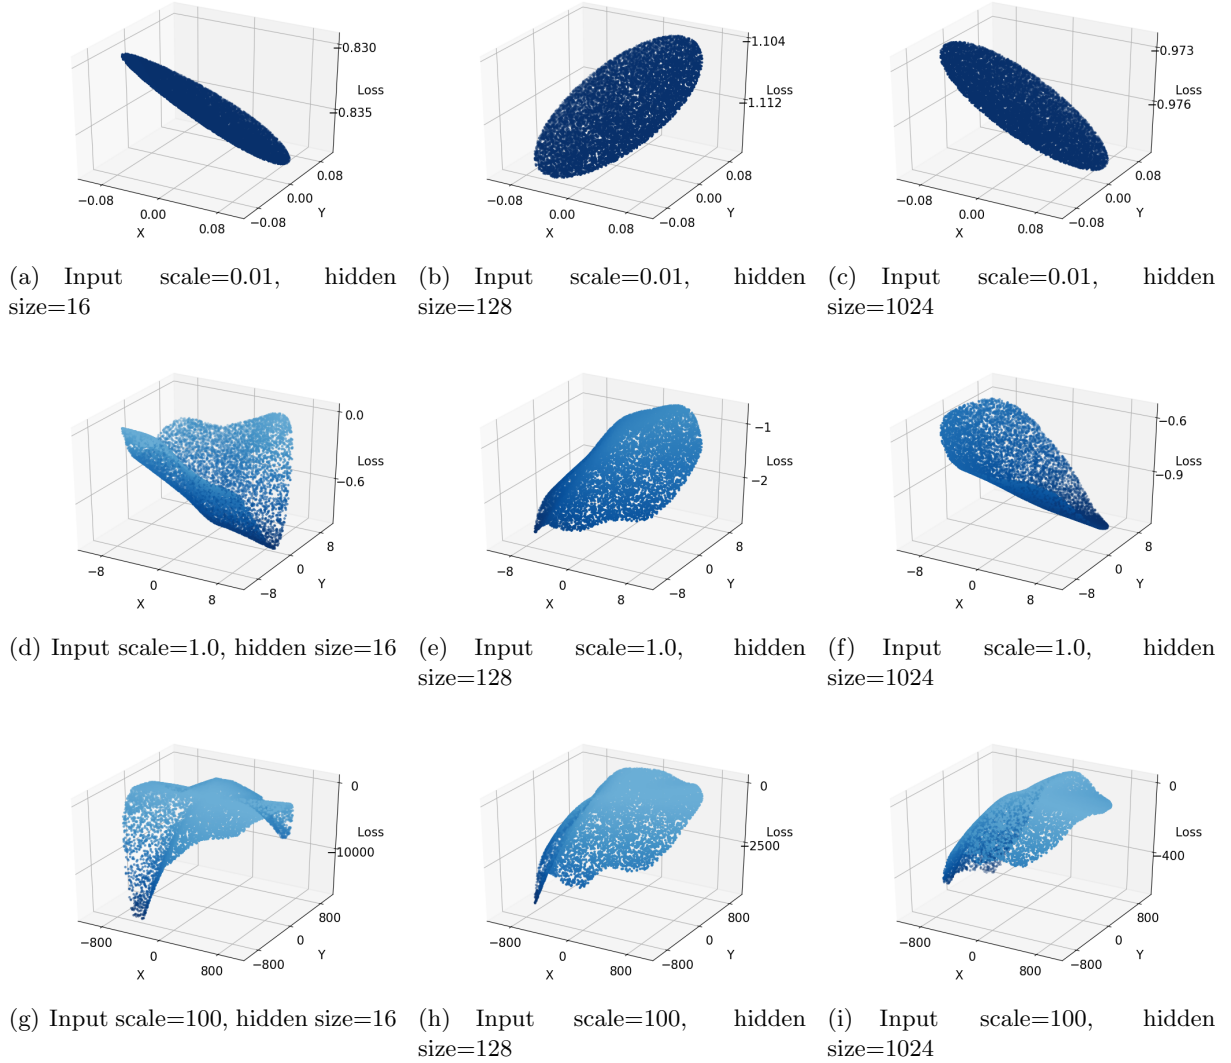 −0.830
Loss
−0.835
0.08
0.00
−0.08
Y
−0.08
0.00
0.08
X
−1.104
Loss
−1.112
0.08
0.00
−0.08
Y
−0.08
0.00
0.08
X
−0.973
Loss
−0.976
0.08
0.00
−0.08
Y
−0.08
0.00
0.08
X
(a) Input scale=0.01, hidden
size=16
(b) Input scale=0.01, hidden
size=128
(c) Input scale=0.01, hidden
size=1024
0.0
Loss
−0.6
8
0
−8
Y
−8
0
8
X
−1
Loss
−2
8
0
−8
Y
−8
0
8
X
−0.6
Loss
−0.9
8
0
−8
Y
−8
0
8
X
(d) Input scale=1.0, hidden size=16
(e) Input scale=1.0, hidden
size=128
(f) Input scale=1.0, hidden
size=1024
0
Loss
−10000
800
0
−800
Y
−800
0
800
X
0
Loss
−2500
800
0
−800
Y
−800
0
800
X
0
Loss
−400
800
0
−800
Y
−800
0
800
X
(g) Input scale=100, hidden size=16
(h) Input scale=100, hidden
size=128
(i) Input scale=100, hidden
size=1024